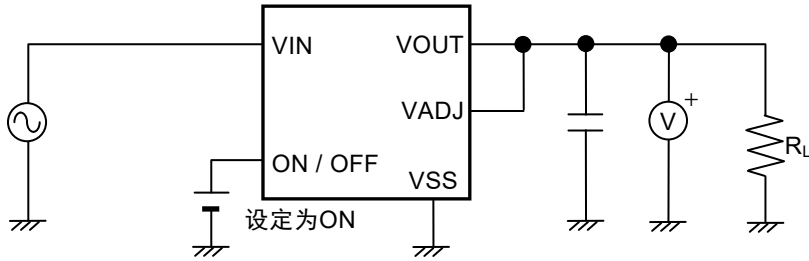 VIN
VOUT
VADJ
ON / OFF
VSS
设定为ON
+
V
RL